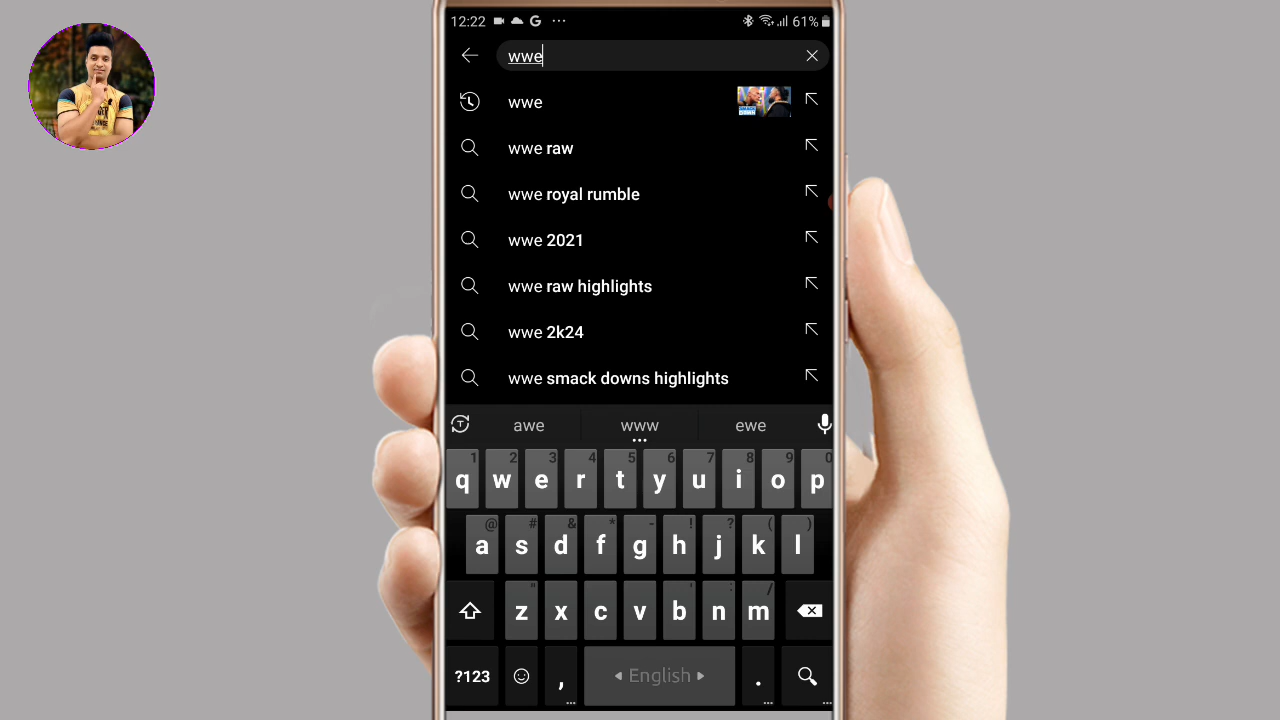 12:22 G ... 61%
wwe
wwe
wwe raw
wwe royal rumble
wwe 2021
wwe raw highlights
wwe 2k24
wwe smack downs highlights
T awe www ewe
1 2 3 4 5 6 7 8 9 0
q w e r t y u i o p
@ # & * - ! ? ( )
a s d f g h j k l
" ' : /
z x c v b n m
?123 , English .